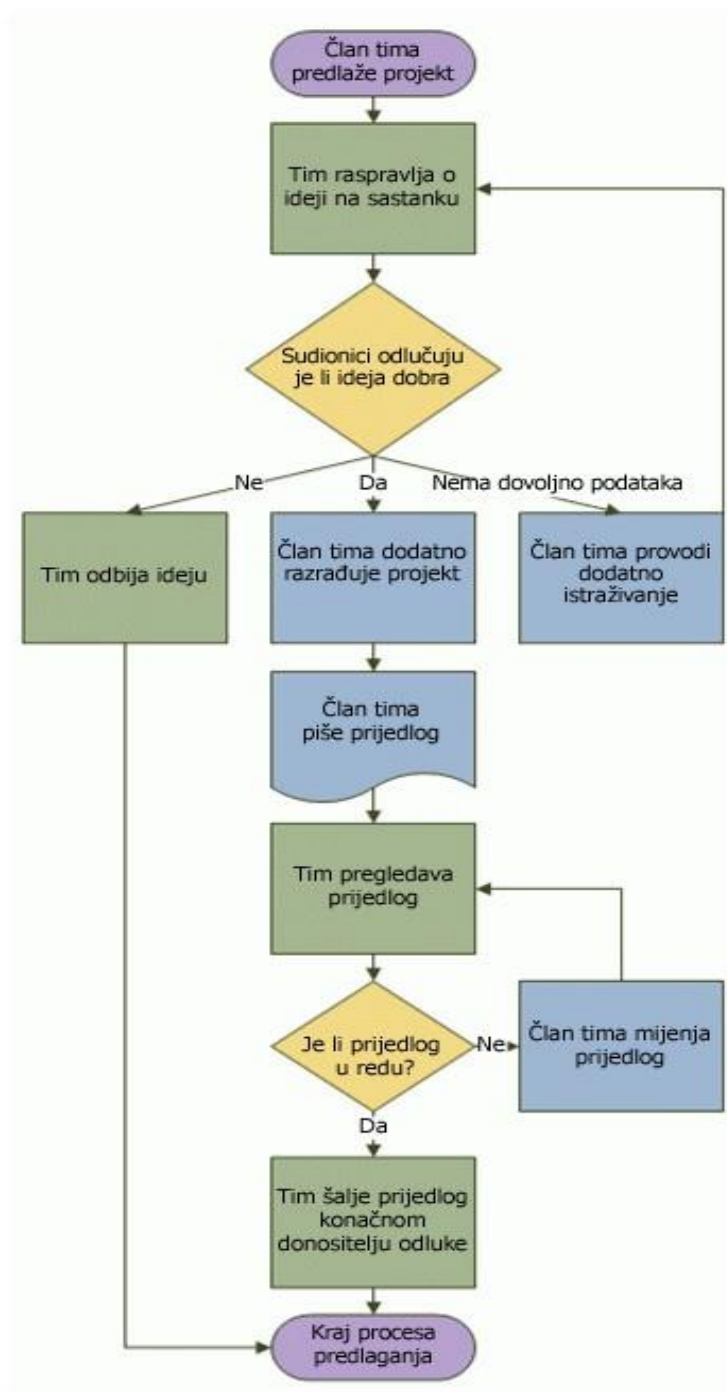 Član tima
predlaže projekt
Tim raspravlja o
ideji na sastanku
Sudionici odlučuju
je li ideja dobra
Ne
Da
Nema dovoljno podataka
Tim odbija ideju
Član tima dodatno
razrađuje projekt
Član tima provodi
dodatno
istraživanje
Član tima
piše prijedlog
Tim pregledava
prijedlog
Je li prijedlog
u redu?
Ne
Član tima mijenja
prijedlog
Da
Tim šalje prijedlog
konačnom
donositelju odluke
Kraj procesa
predlaganja